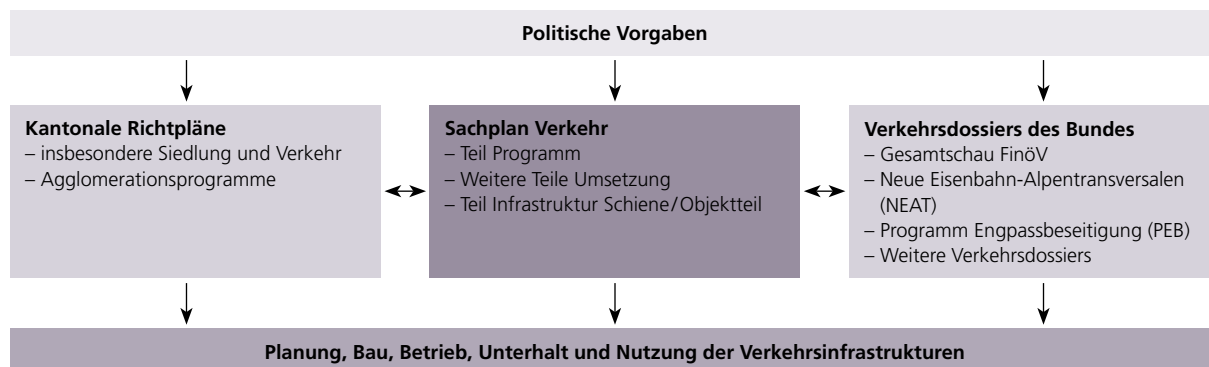 Politische Vorgaben
Kantonale Richtpläne
– insbesondere Siedlung und Verkehr
– Agglomerationsprogramme
Sachplan Verkehr
– Teil Programm
– Weitere Teile Umsetzung
– Teil Infrastruktur Schiene/Objektteil
Verkehrsdossiers des Bundes
– Gesamtschau FinöV
– Neue Eisenbahn-Alpentransversalen
(NEAT)
– Programm Engpassbeseitigung (PEB)
– Weitere Verkehrsdossiers
Planung, Bau, Betrieb, Unterhalt und Nutzung der Verkehrsinfrastrukturen